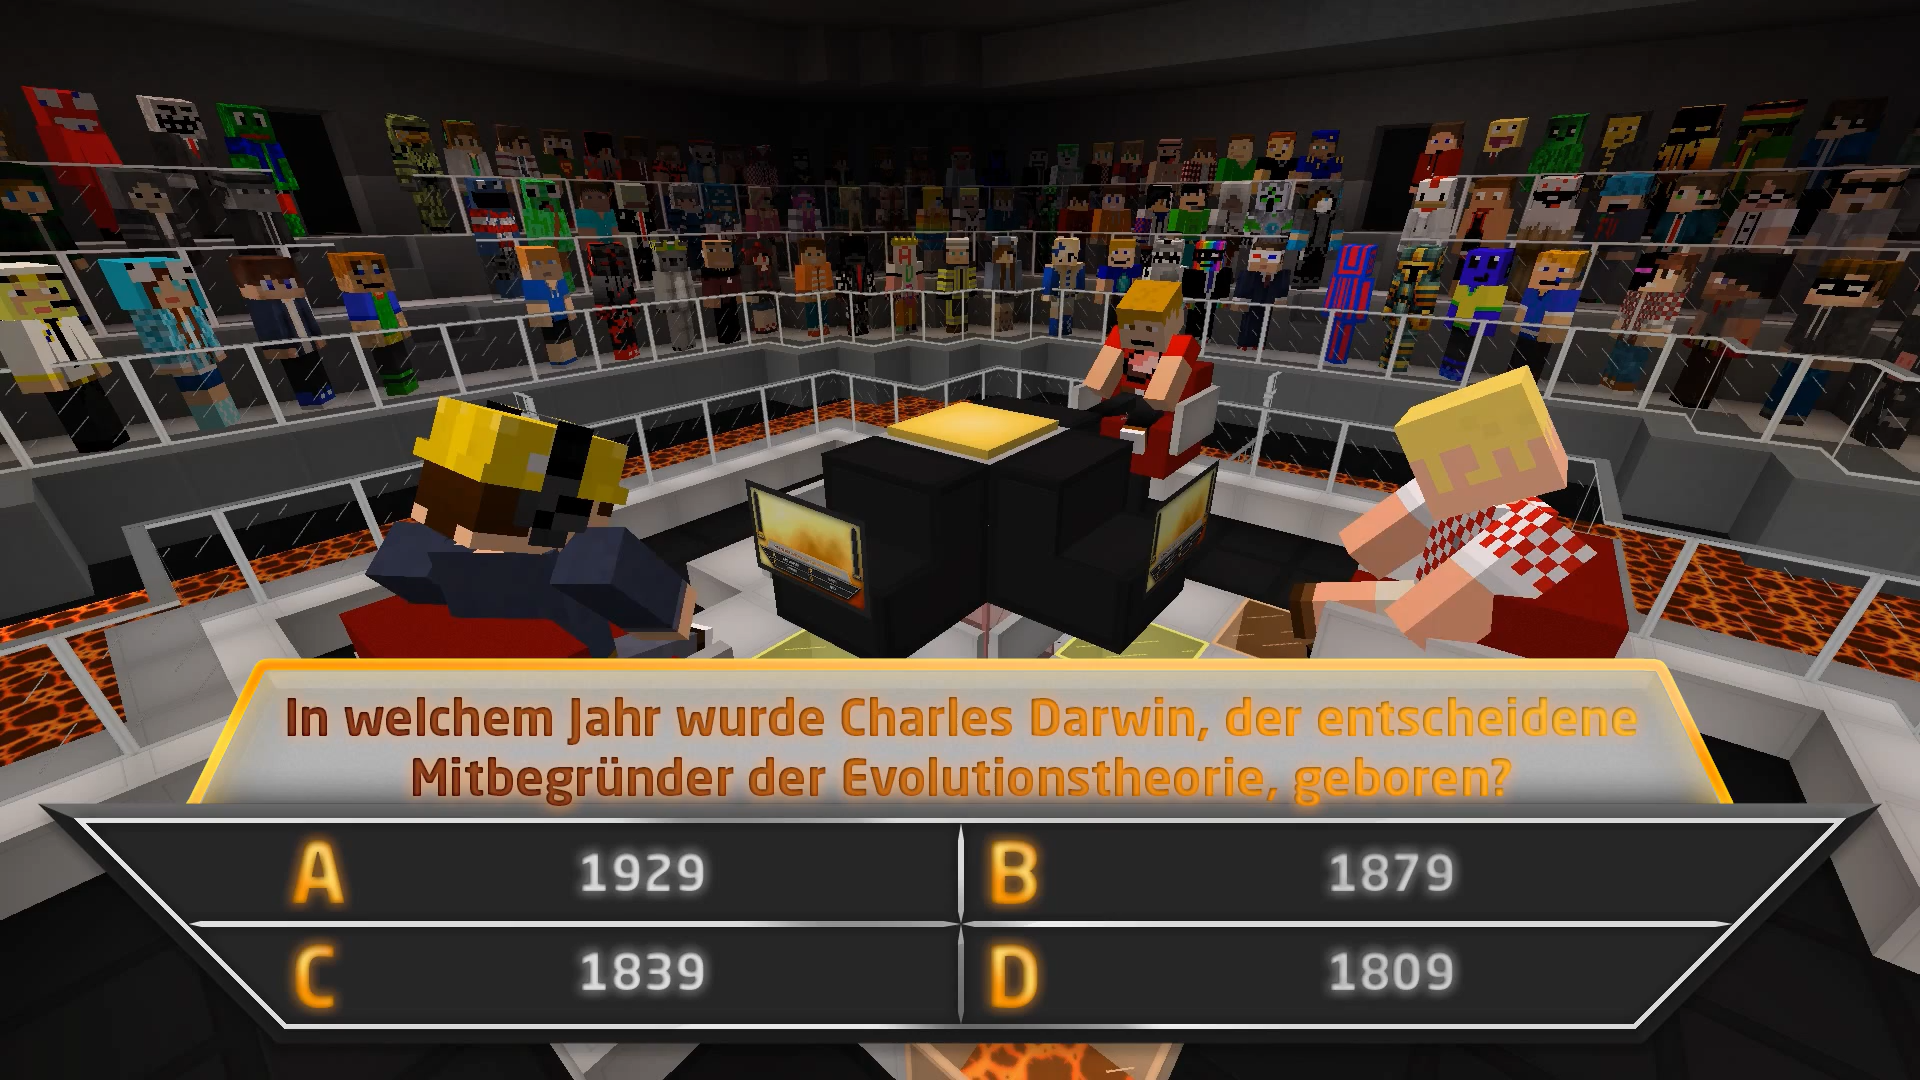 In welchem Jahr wurde Charles Darwin, der entscheidene
Mitbegründer der Evolutionstheorie, geboren?
A 1929
B 1879
C 1839
D 1809